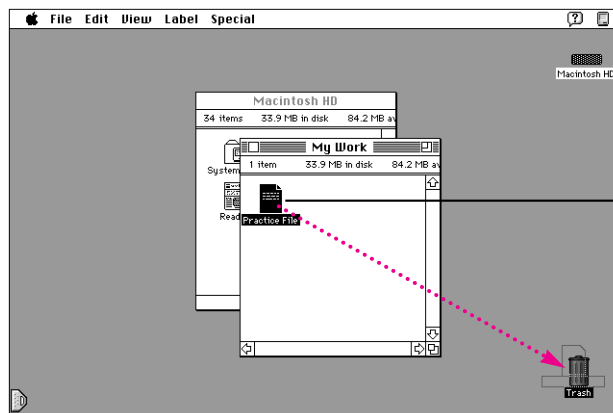 File Edit View Label Special
Macintosh HD
Macintosh HD
34 items 33.9 MB in disk 84.2 MB av
My Work
1 item 33.9 MB in disk 84.2 MB av
System
Read
Practice File
Trash